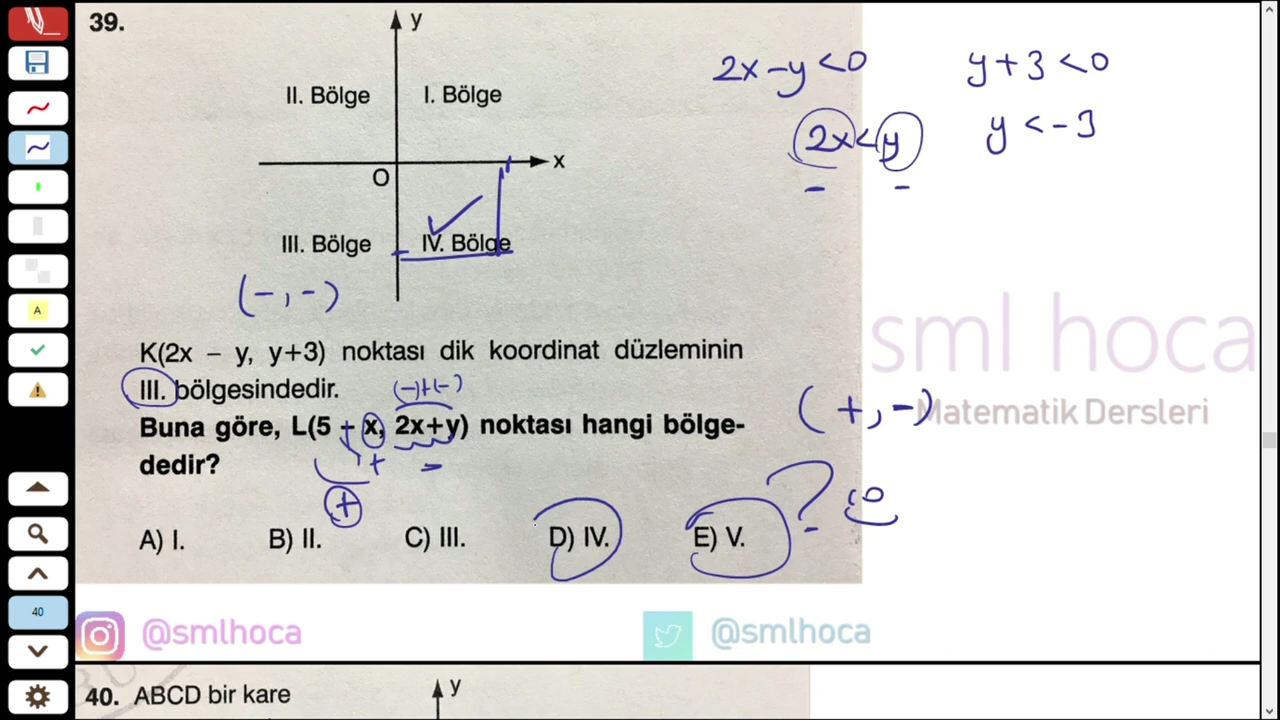 39.
y
II. Bölge
I. Bölge
x
O
III. Bölge
IV. Bölge
(-,-)
2x-y<0
y+3<0
2x<y
y<-3
- -
K(2x – y, y+3) noktası dik koordinat düzleminin
III. bölgesindedir.
(-)+(-)
Buna göre, L(5 – x, 2x+y) noktası hangi bölge-
dedir?
+ -
+
A) I.
B) II.
C) III.
D) IV.
E) V.
?
(+,-)
sml hoca
Matematik Dersleri
@smlhoca
@smlhoca
40. ABCD bir kare
y
A
40